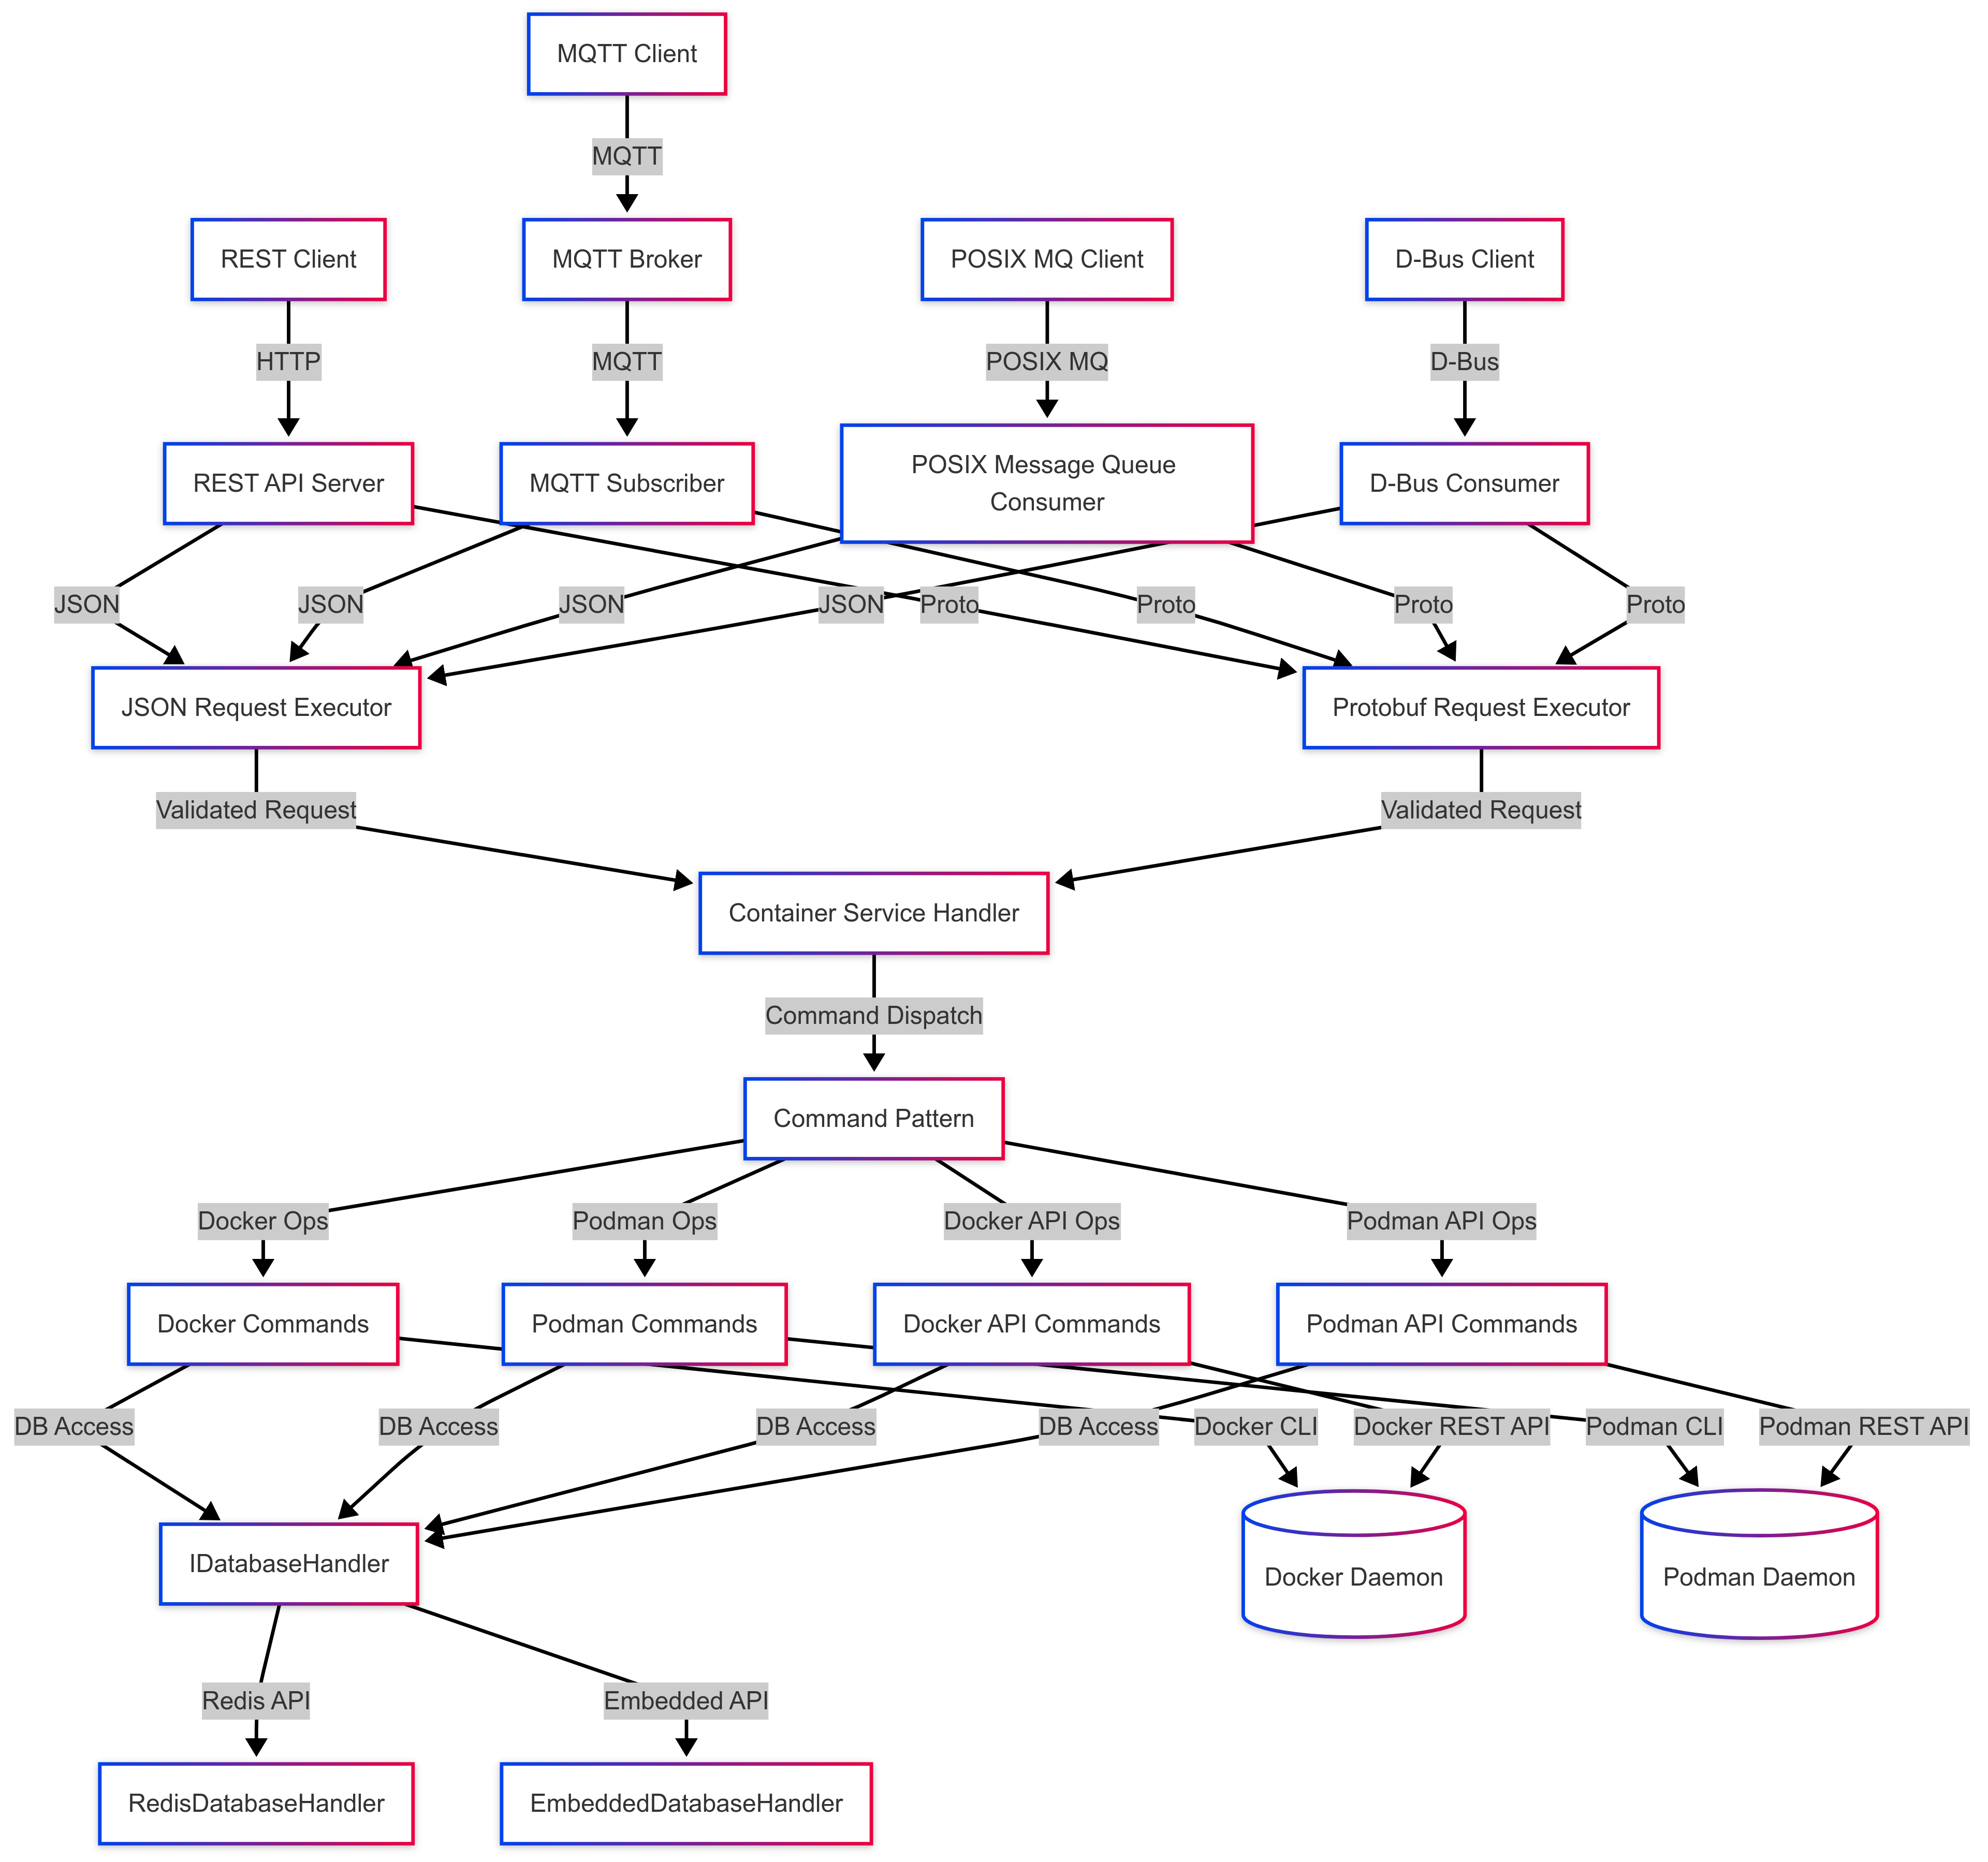 MQTT Client
MQTT
REST Client
MQTT Broker
POSIX MQ Client
D-Bus Client
HTTP
MQTT
POSIX MQ
D-Bus
REST API Server
MQTT Subscriber
POSIX Message Queue
Consumer
D-Bus Consumer
JSON
JSON
JSON
JSON
Proto
Proto
Proto
Proto
JSON Request Executor
Protobuf Request Executor
Validated Request
Validated Request
Container Service Handler
Command Dispatch
Command Pattern
Docker Ops
Podman Ops
Docker API Ops
Podman API Ops
Docker Commands
Podman Commands
Docker API Commands
Podman API Commands
DB Access
DB Access
DB Access
DB Access
Docker CLI
Docker REST API
Podman CLI
Podman REST API
IDatabaseHandler
Docker Daemon
Podman Daemon
Redis API
Embedded API
RedisDatabaseHandler
EmbeddedDatabaseHandler